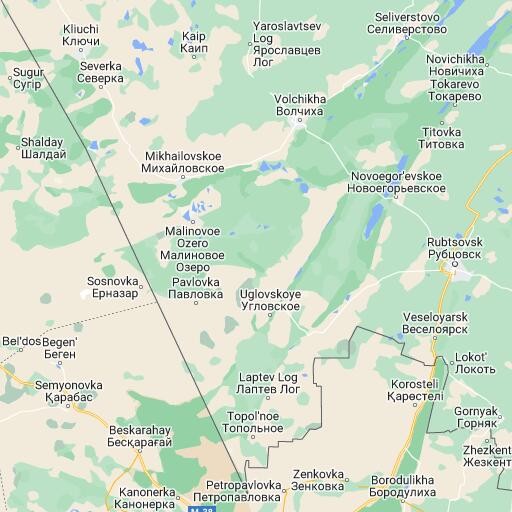 Kliuchi
Ключи
Kaip
Каип
Yaroslavtsev
Log
Ярославцев
Лог
Seliverstovo
Селиверстово
Sugur
Сугір
Severka
Северка
Novichikha
Новичиха
Tokarevo
Токарево
Volchikha
Волчиха
Titovka
Титовка
Shalday
Шалдай
Mikhailovskoe
Михайловское
Novoegor'evskoe
Новоегорьевское
Malinovoe
Ozero
Малиновое
Озеро
Rubtsovsk
Рубцовск
Sosnovka
Ерназар
Pavlovka
Павловка
Uglovskoye
Угловское
Veseloyarsk
Веселоярск
Bel'dos
Begen'
Беген
Lokot'
Локоть
Semyonovka
Қарабас
Laptev Log
Лаптев Лог
Korosteli
Қарестелі
Topol'noe
Топольное
Gornyak
Горняк
Beskarahay
Бесқарағай
Zhezkent
Жезкент
Zenkovka
Зенковка
Borodulikha
Бородулиха
Petropavlovka
Петропавловка
Kanonerka
Канонерка
M-38